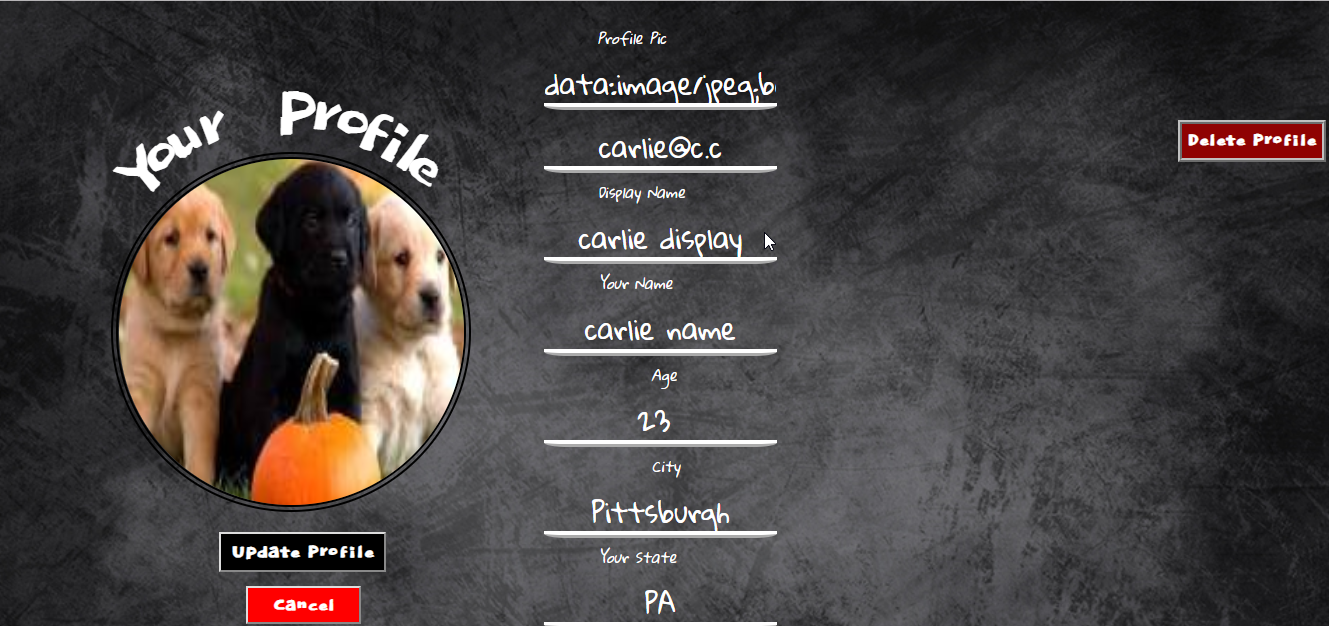 Your Profile
Update Profile
Cancel
Profile Pic
data:image/jpeg;b
carlie@c.c
Display Name
carlie display
Your Name
carlie name
Age
23
City
Pittsburgh
Your State
PA
Delete Profile